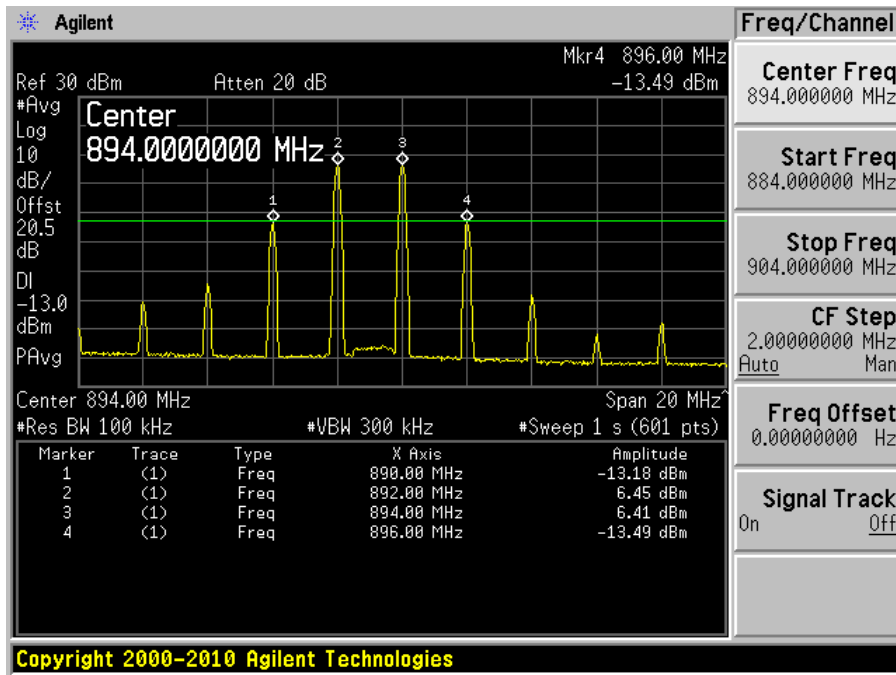 Agilent
Freq/Channel
Mkr4 896.00 MHz
Ref 30 dBm Atten 20 dB -13.49 dBm
#Avg
Log
10
dB/
Offst
20.5
dB
DI
-13.0
dBm
PAvg
Center
894.0000000 MHz
1
2
3
4
Center 894.00 MHz Span 20 MHz^
#Res BW 100 kHz #VBW 300 kHz #Sweep 1 s (601 pts)
Marker Trace Type X Axis Amplitude
1 (1) Freq 890.00 MHz -13.18 dBm
2 (1) Freq 892.00 MHz 6.45 dBm
3 (1) Freq 894.00 MHz 6.41 dBm
4 (1) Freq 896.00 MHz -13.49 dBm
Center Freq
894.000000 MHz
Start Freq
884.000000 MHz
Stop Freq
904.000000 MHz
CF Step
2.00000000 MHz
Auto Man
Freq Offset
0.00000000 Hz
Signal Track
On Off
Copyright 2000-2010 Agilent Technologies